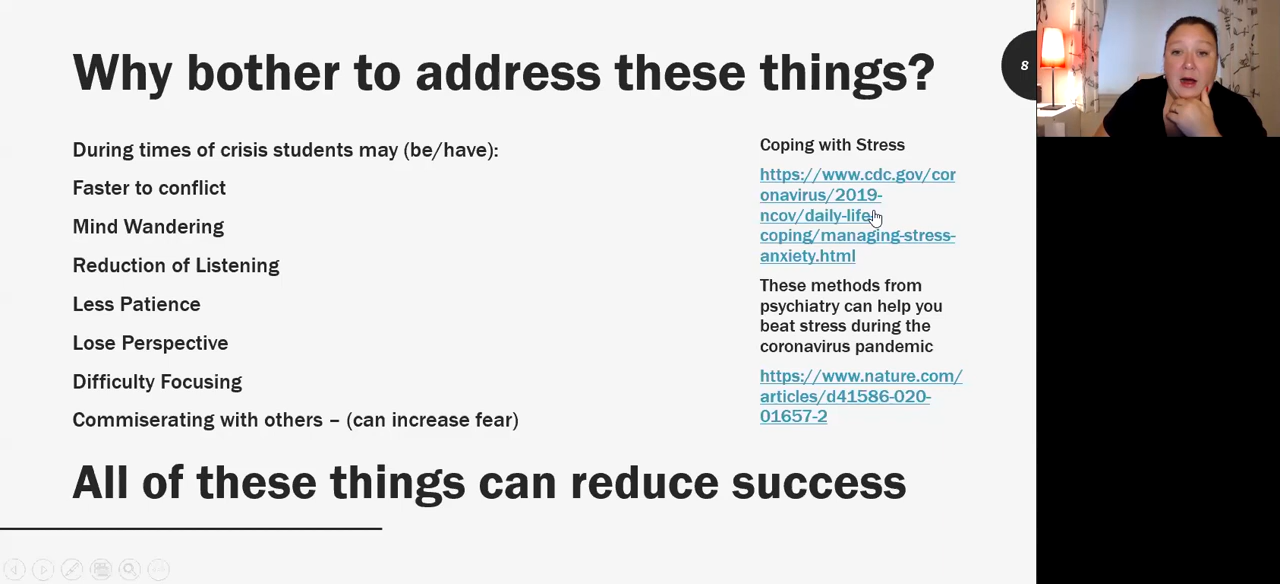 Why bother to address these things?
8
During times of crisis students may (be/have):
Faster to conflict
Mind Wandering
Reduction of Listening
Less Patience
Lose Perspective
Difficulty Focusing
Commiserating with others – (can increase fear)
Coping with Stress
https://www.cdc.gov/cor
onavirus/2019-
ncov/daily-life-
coping/managing-stress-
anxiety.html
These methods from
psychiatry can help you
beat stress during the
coronavirus pandemic
https://www.nature.com/
articles/d41586-020-
01657-2
All of these things can reduce success